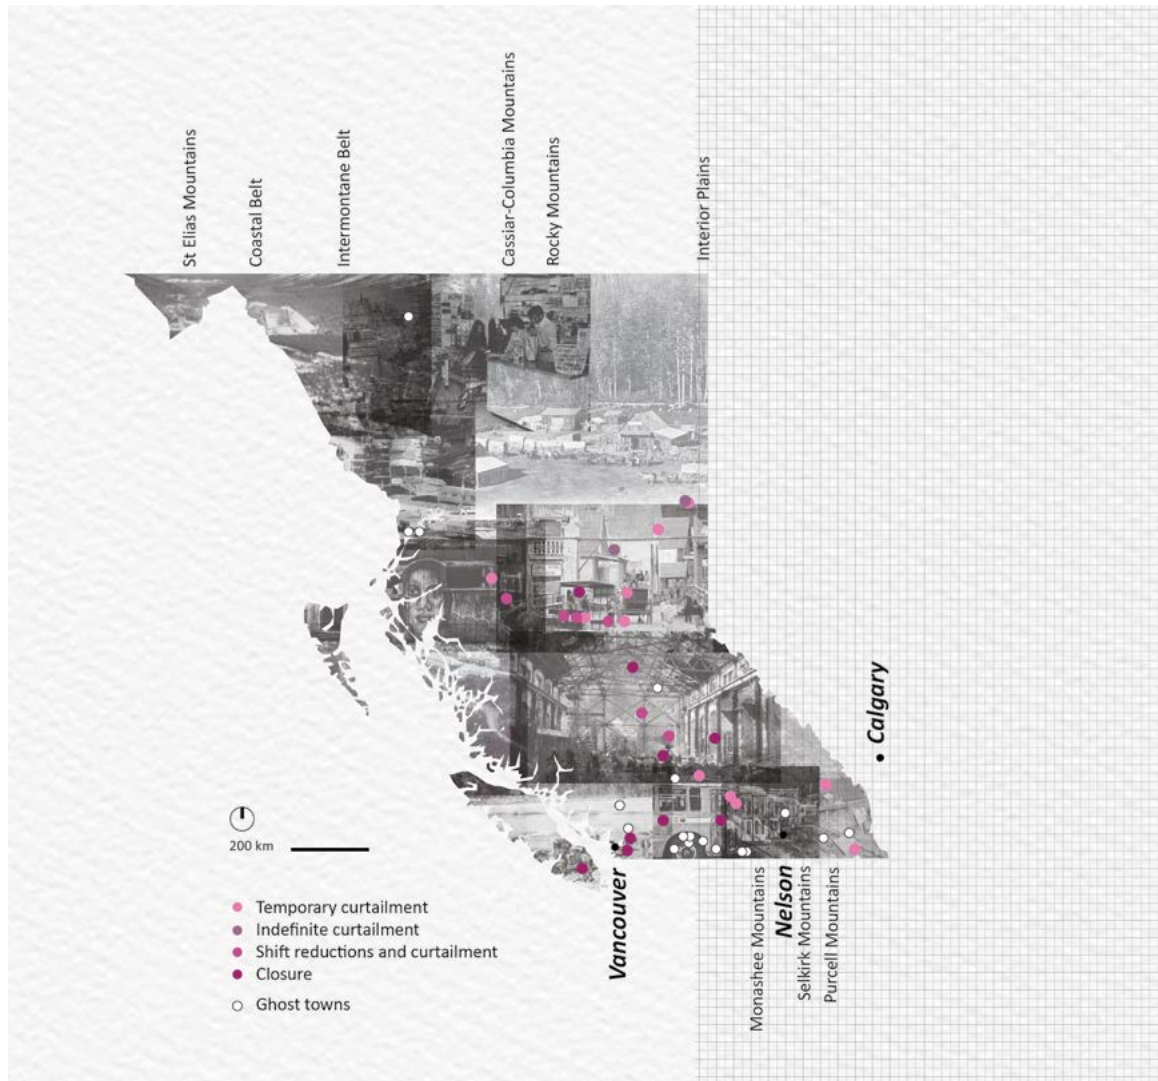 St Elias Mountains
Coastal Belt
Intermontane Belt
Cassiar-Columbia Mountains
Rocky Mountains
Interior Plains
Calgary
200 km
Temporary curtailment
Indefinite curtailment
Shift reductions and curtailment
Closure
Ghost towns
Vancouver
Monashee Mountains
Nelson
Selkirk Mountains
Purcell Mountains